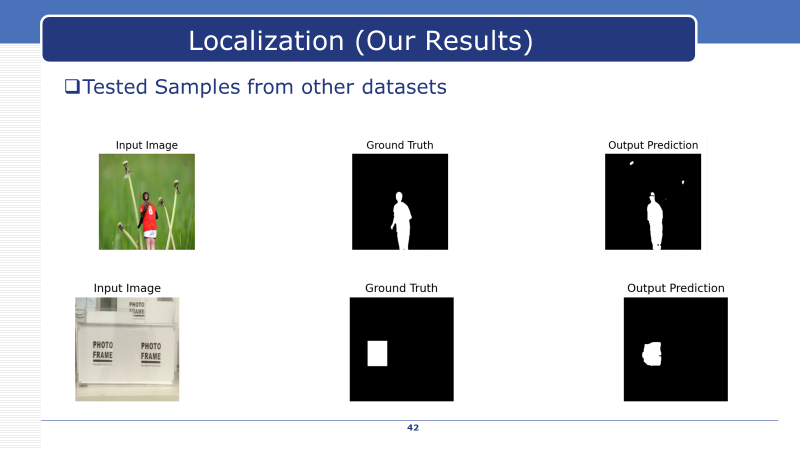 Localization (Our Results)
❑Tested Samples from other datasets
Input Image
Ground Truth
Output Prediction
8
Input Image
Ground Truth
Output Prediction
PHOTO
FRAME
PHOTO
FRAME
PHOTO
FRAME
42